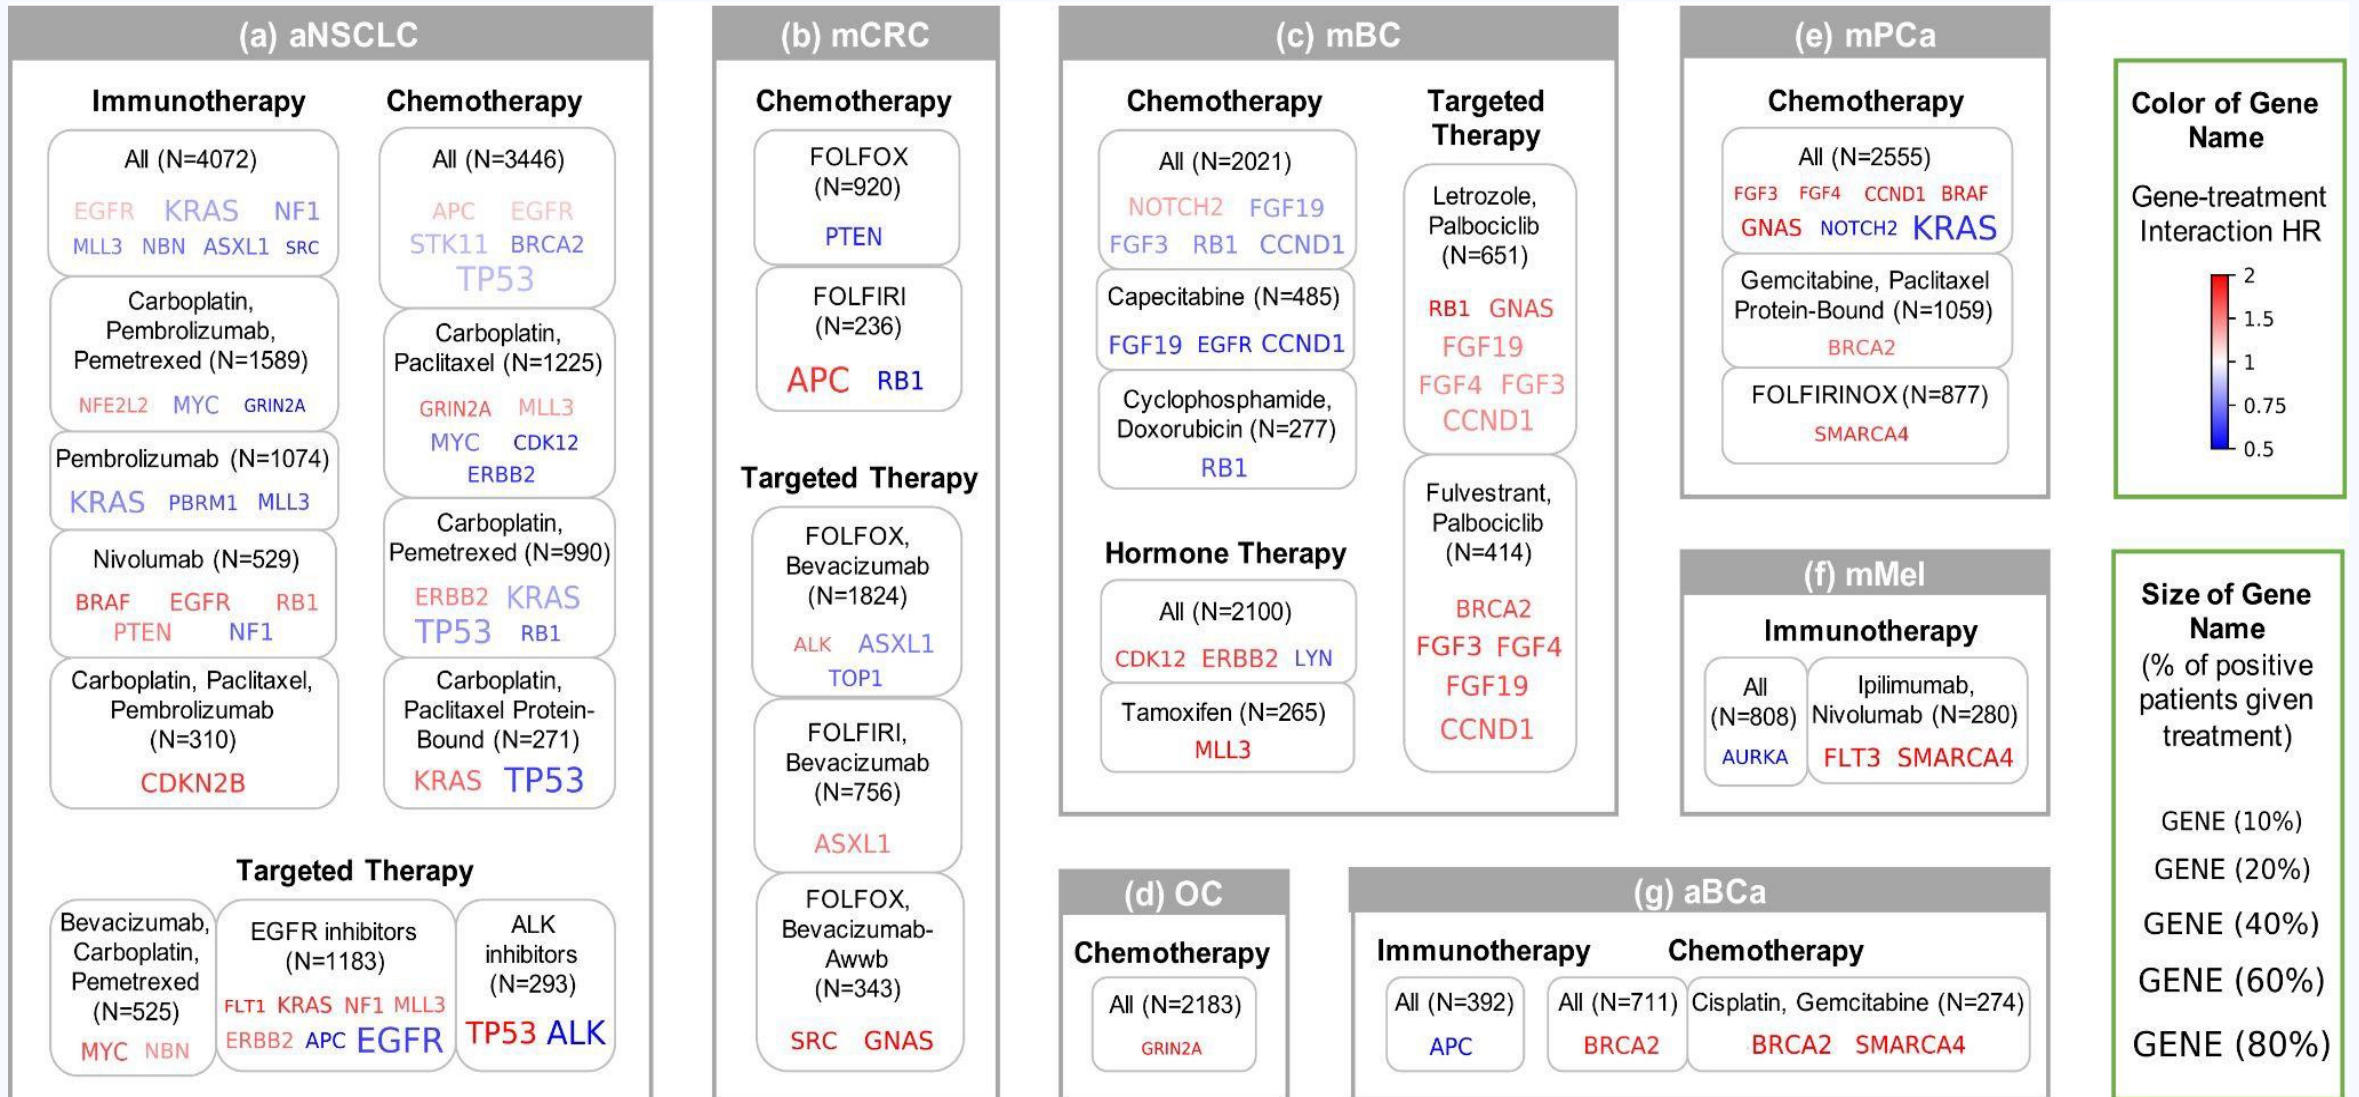 (a) aNSCLC
Immunotherapy
All (N=4072)
EGFR KRAS NF1
MLL3 NBN ASXL1 SRC
Carboplatin,
Pembrolizumab,
Pemetrexed (N=1589)
NFE2L2 MYC GRIN2A
Pembrolizumab (N=1074)
KRAS PBRM1 MLL3
Nivolumab (N=529)
BRAF EGFR RB1
PTEN NF1
Carboplatin, Paclitaxel,
Pembrolizumab
(N=310)
CDKN2B
Chemotherapy
All (N=3446)
APC EGFR
STK11 BRCA2
TP53
Carboplatin,
Paclitaxel (N=1225)
GRIN2A MLL3
MYC CDK12
ERBB2
Carboplatin,
Pemetrexed (N=990)
ERBB2 KRAS
TP53 RB1
Carboplatin,
Paclitaxel Protein-
Bound (N=271)
KRAS TP53
Targeted Therapy
Bevacizumab,
Carboplatin,
Pemetrexed
(N=525)
MYC NBN
EGFR inhibitors
(N=1183)
FLT1 KRAS NF1 MLL3
ERBB2 APC EGFR
ALK
inhibitors
(N=293)
TP53 ALK
(b) mCRC
Chemotherapy
FOLFOX
(N=920)
PTEN
FOLFIRI
(N=236)
APC RB1
Targeted Therapy
FOLFOX,
Bevacizumab
(N=1824)
ALK ASXL1
TOP1
FOLFIRI,
Bevacizumab
(N=756)
ASXL1
FOLFOX,
Bevacizumab-
Awwb
(N=343)
SRC GNAS
(c) mBC
Chemotherapy
All (N=2021)
NOTCH2 FGF19
FGF3 RB1 CCND1
Capecitabine (N=485)
FGF19 EGFR CCND1
Cyclophosphamide,
Doxorubicin (N=277)
RB1
Hormone Therapy
All (N=2100)
CDK12 ERBB2 LYN
Tamoxifen (N=265)
MLL3
Targeted
Therapy
Letrozole,
Palbociclib
(N=651)
RB1 GNAS
FGF19
FGF4 FGF3
CCND1
Fulvestrant,
Palbociclib
(N=414)
BRCA2
FGF3 FGF4
FGF19
CCND1
(d) OC
Chemotherapy
All (N=2183)
GRIN2A
(e) mPCa
Chemotherapy
All (N=2555)
FGF3 FGF4 CCND1 BRAF
GNAS NOTCH2 KRAS
Gemcitabine, Paclitaxel
Protein-Bound (N=1059)
BRCA2
FOLFIRINOX (N=877)
SMARCA4
(f) mMel
Immunotherapy
All
(N=808)
AURKA
Ipilimumab,
Nivolumab (N=280)
FLT3 SMARCA4
(g) aBCa
Immunotherapy
All (N=392)
APC
Chemotherapy
All (N=711)
BRCA2
Cisplatin, Gemcitabine (N=274)
BRCA2 SMARCA4
Color of Gene
Name
Gene-treatment
Interaction HR
2
1.5
1
0.75
0.5
Size of Gene
Name
(% of positive
patients given
treatment)
GENE (10%)
GENE (20%)
GENE (40%)
GENE (60%)
GENE (80%)